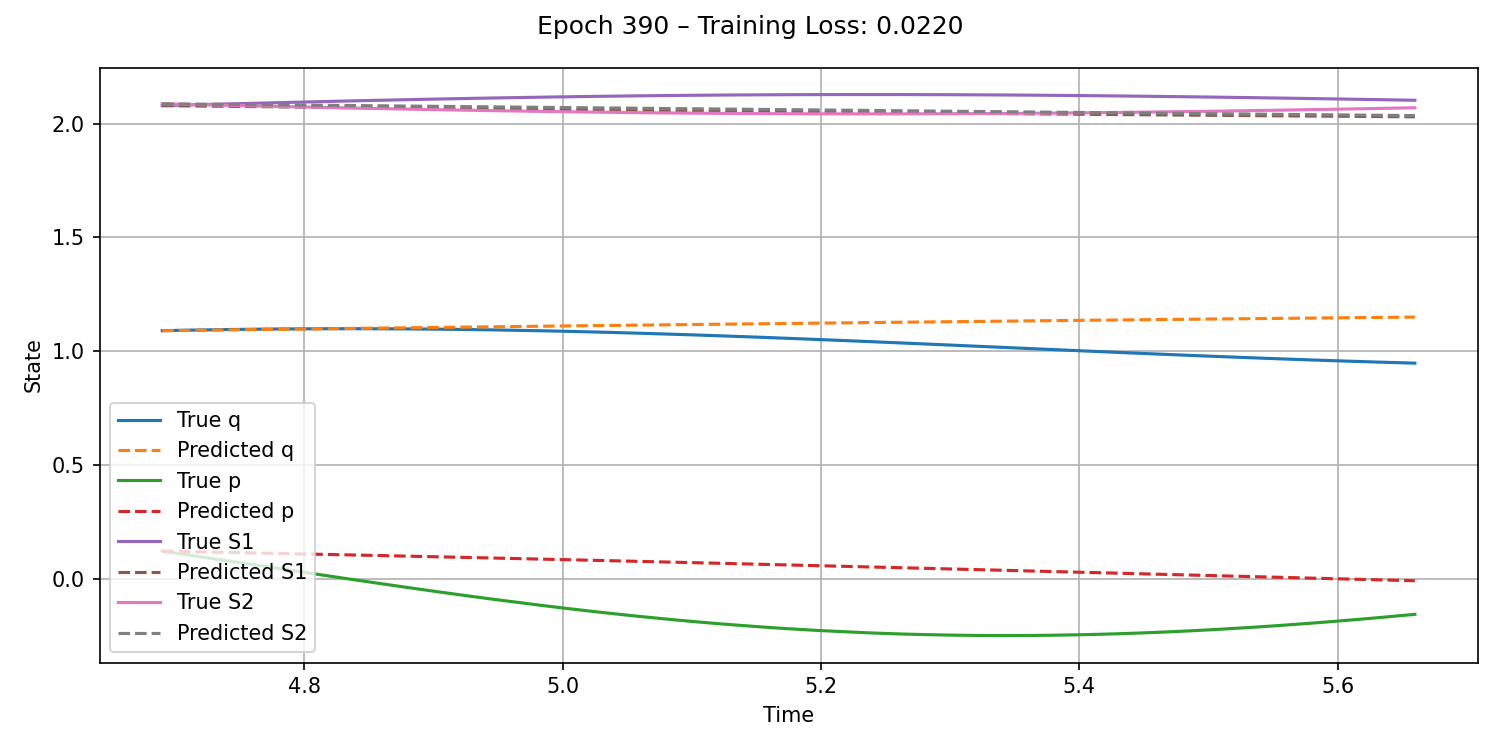 Epoch 390 – Training Loss: 0.0220
State
2.0
1.5
1.0
0.5
0.0
True q
Predicted q
True p
Predicted p
True S1
Predicted S1
True S2
Predicted S2
4.8 5.0 5.2 5.4 5.6
Time